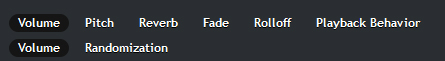 Volume Pitch Reverb Fade Rolloff Playback Behavior
Volume Randomization